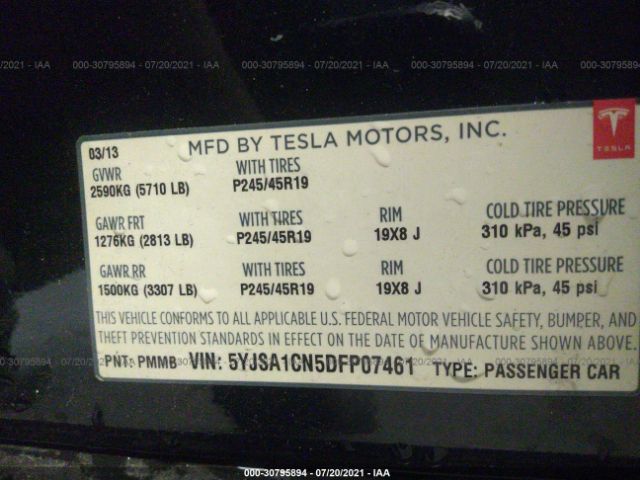 000-30795894 - 07/20/2021 - IAA
MFD BY TESLA MOTORS, INC.
TESLA
03/13
GVWR WITH TIRES
2590KG (5710 LB) P245/45R19
GAWR FRT WITH TIRES RIM COLD TIRE PRESSURE
1276KG (2813 LB) P245/45R19 19X8 J 310 kPa, 45 psi
GAWR RR WITH TIRES RIM COLD TIRE PRESSURE
1500KG (3307 LB) P245/45R19 19X8 J 310 kPa, 45 psi
THIS VEHICLE CONFORMS TO ALL APPLICABLE U.S. FEDERAL MOTOR VEHICLE SAFETY, BUMPER, AND
THEFT PREVENTION STANDARDS IN EFFECT ON THE DATE OF MANUFACTURE SHOWN ABOVE.
PNT: PMMB VIN: 5YJSA1CN5DFP07461 TYPE: PASSENGER CAR
000-30795894 - 07/20/2021 - IAA